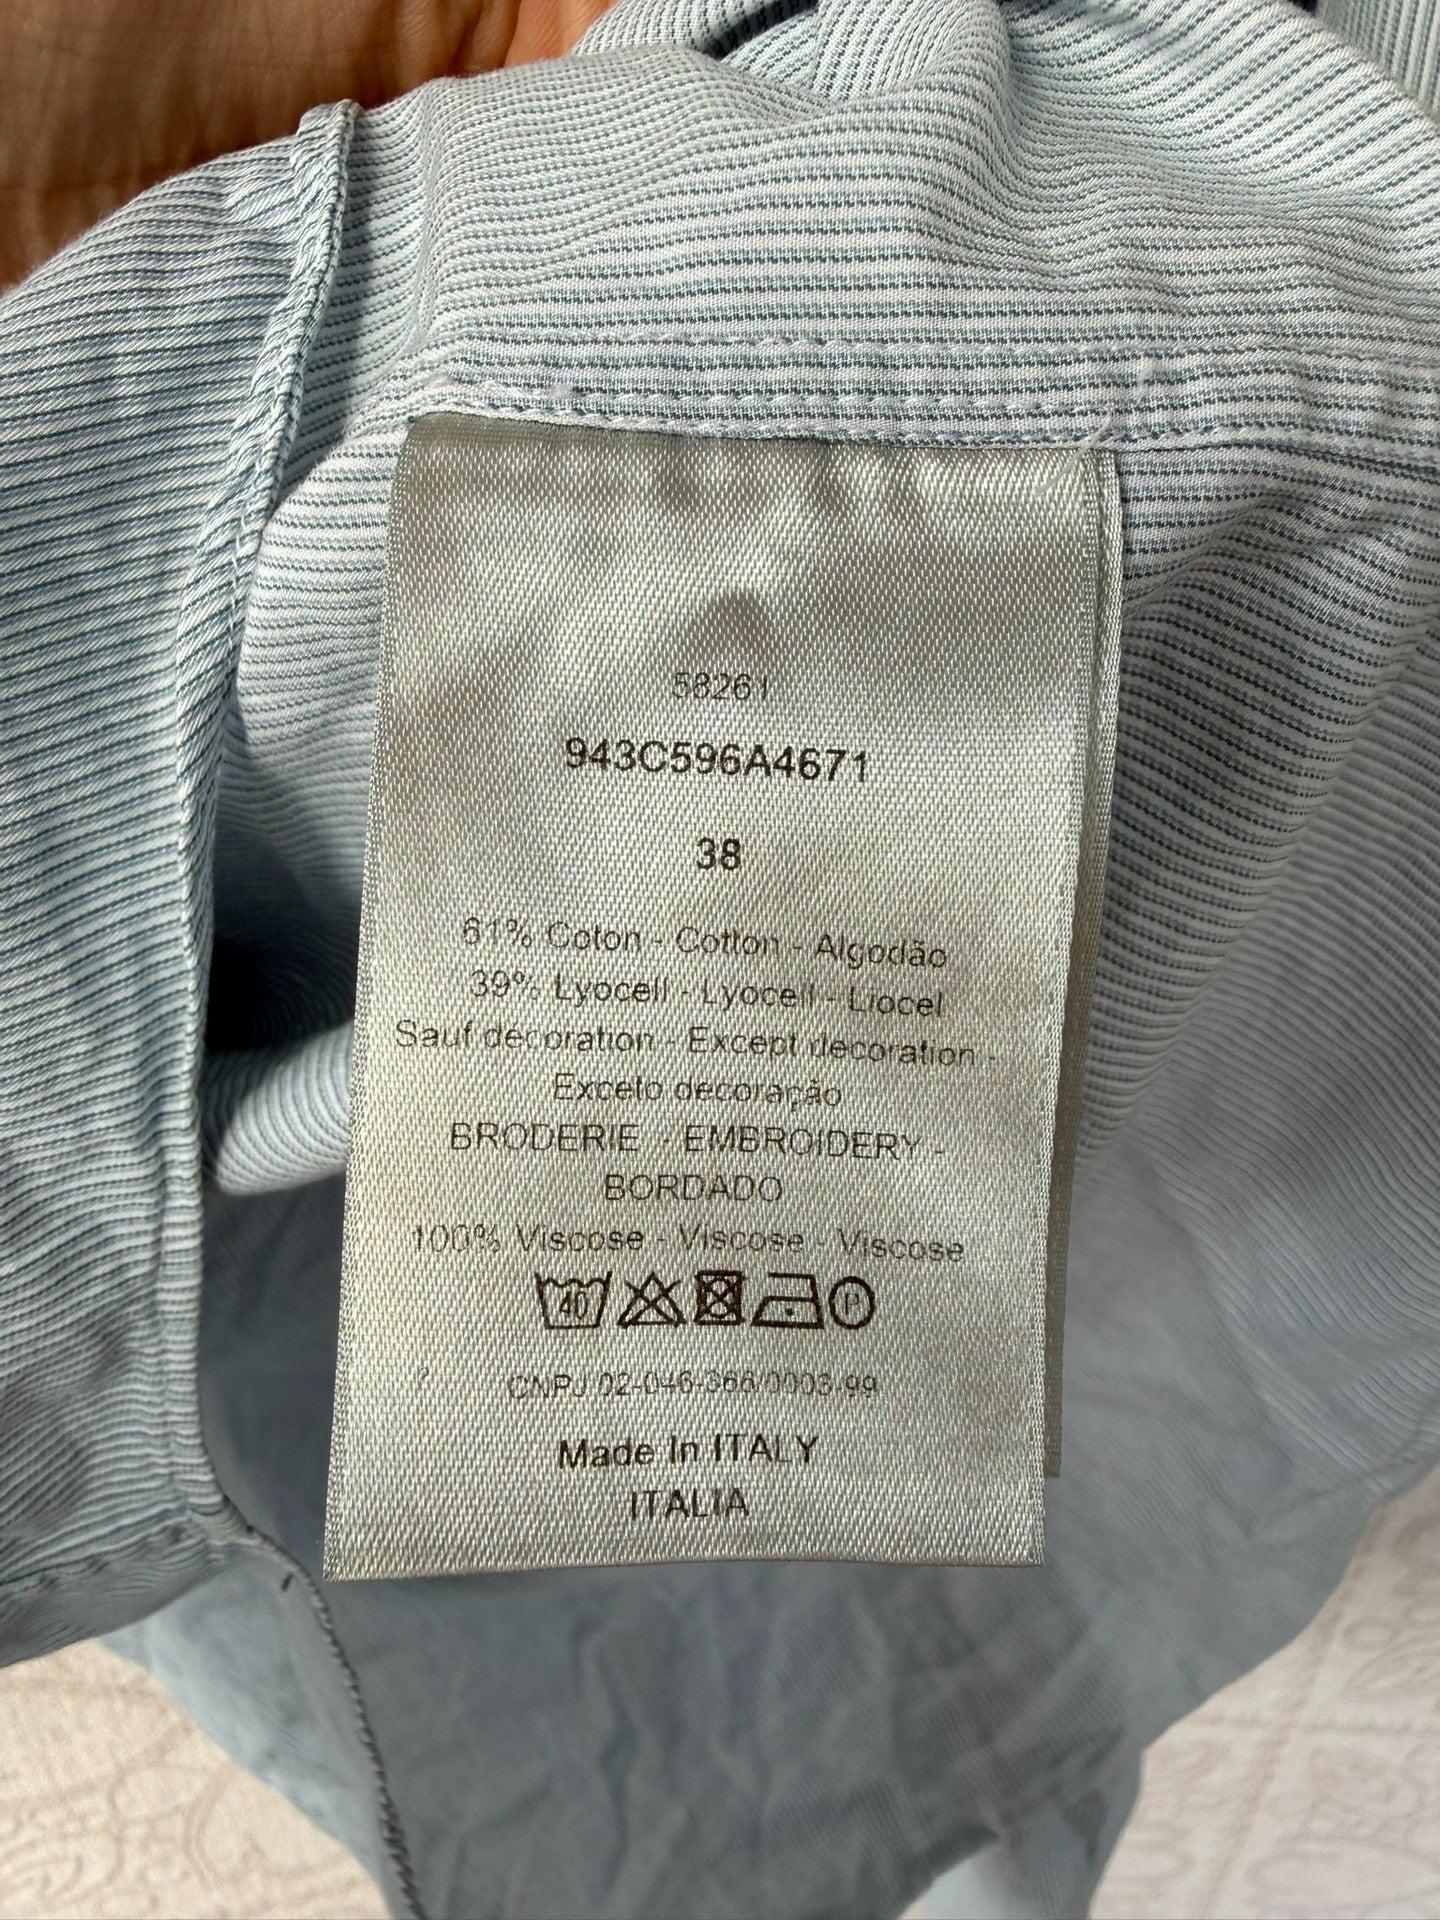 58261
943C596A4671
38
61% Coton - Cotton - Algodão
39% Lyocell - Lyocell - Liocel
Sauf decoration - Except decoration -
Exceto decoração
BRODERIE - EMBROIDERY -
BORDADO
100% Viscose - Viscose - Viscose
40 P
CNPJ 02-046-366/0003-99
Made In ITALY
ITALIA